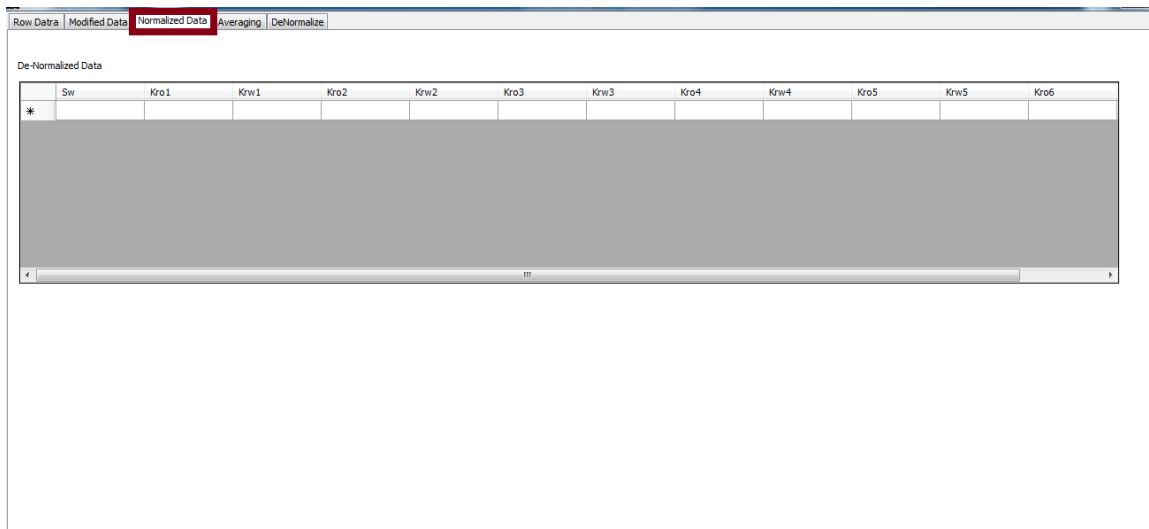 Row Datra Modified Data Normalized Data Averaging DeNormalize
De-Normalized Data
Sw Kro1 Krw1 Kro2 Krw2 Kro3 Krw3 Kro4 Krw4 Kro5 Krw5 Kro6